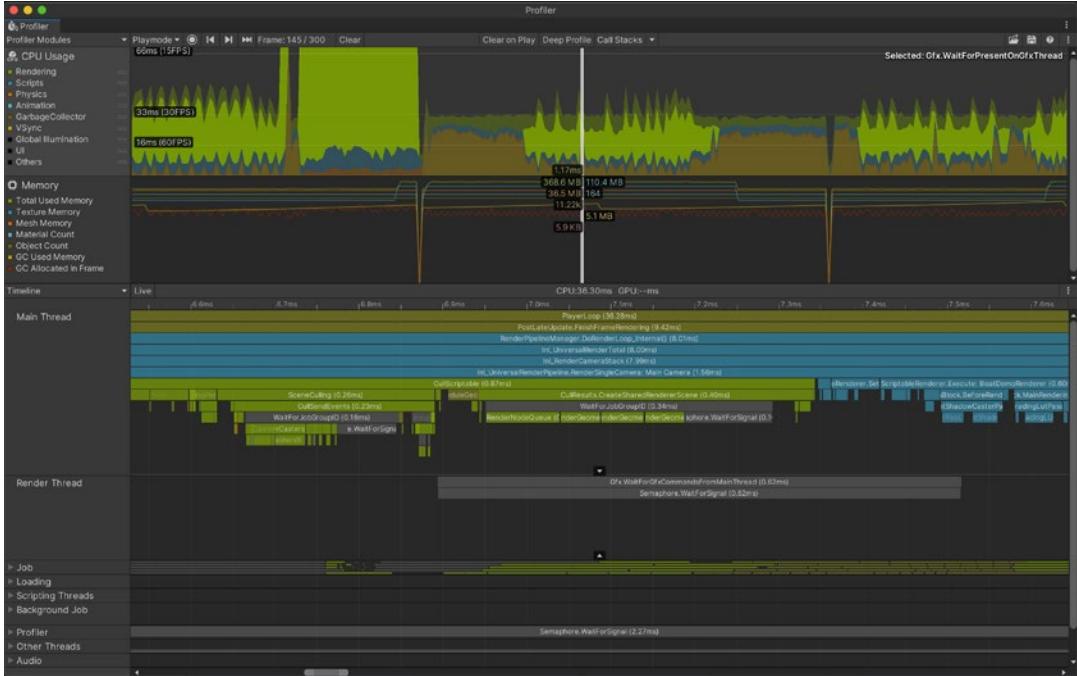 Profiler
Profiler
Profiler Modules
Playmode
Frame: 145 / 300
Clear
Clear on Play
Deep Profile
Call Stacks
CPU Usage
Rendering
Scripts
Physics
Animation
GarbageCollector
VSync
Global Illumination
UI
Others
66ms (15FPS)
33ms (30FPS)
16ms (60FPS)
Selected: Gfx.WaitForPresentOnGfxThread
1.17ms
Memory
Total Used Memory
Texture Memory
Mesh Memory
Material Count
Object Count
GC Used Memory
GC Allocated In Frame
368.6 MB
110.4 MB
36.5 MB
164
11.22k
5.1 MB
5.9 KB
Timeline
Live
CPU:36.30ms GPU:--ms
6.6ms
6.7ms
6.8ms
6.9ms
7.0ms
7.1ms
7.2ms
7.3ms
7.4ms
7.5ms
7.6ms
Main Thread
PlayerLoop (36.28ms)
PostLateUpdate.FinishFrameRendering (9.42ms)
RenderPipelineManager.DoRenderLoop_Internal() (8.01ms)
Inl_UniversalRenderTotal (8.00ms)
Inl_RenderCameraStack (7.99ms)
Inl_UniversalRenderPipeline.RenderSingleCamera: Main Camera (1.56ms)
CullScriptable (0.87ms)
eRenderer.Set
ScriptableRenderer.Execute: BoatDemoRenderer (0.60
SceneCulling (0.26ms)
CullResults.CreateSharedRendererScene (0.40ms)
iBlock.BeforeRend
k.MainRenderin
CullSendEvents (0.23ms)
WaitForJobGroupID (0.34ms)
tShadowCasterPa
radingLutPass
WaitForJobGroupID (0.16ms)
RenderNodeQueue (0
nderGeome
nderGeome
nderGeome
sphore.WaitForSignal (0.1
e.WaitForSigna
Render Thread
Gfx.WaitForGfxCommandsFromMainThread (0.62ms)
Semaphore.WaitForSignal (0.62ms)
Job
Loading
Scripting Threads
Background Job
Profiler
Semaphore.WaitForSignal (2.27ms)
Other Threads
Audio